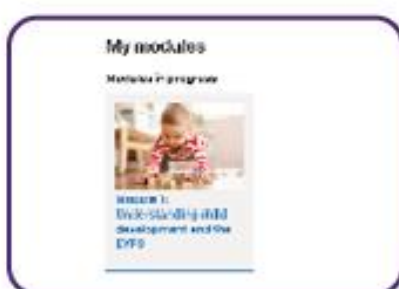 My modules
Modules in progress
Module 1:
Understanding child
development and the
EYFS